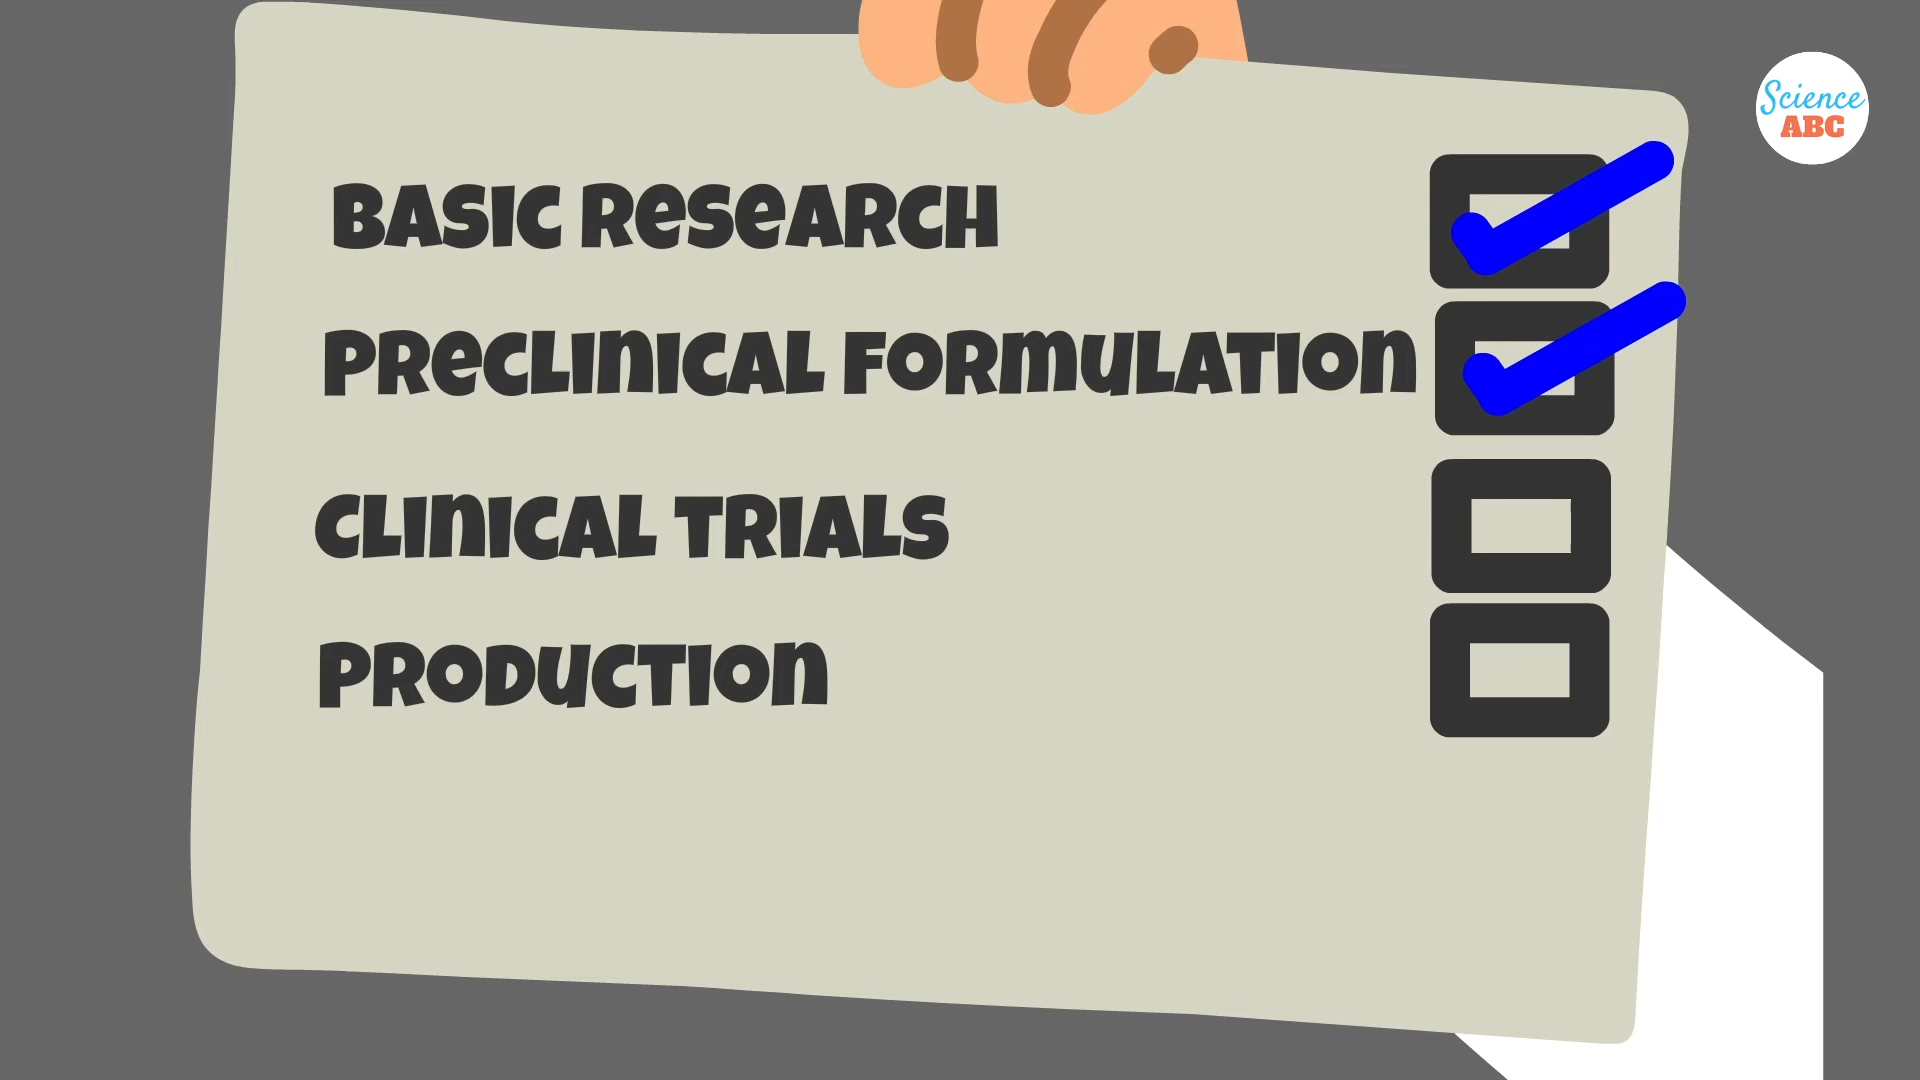 BASIC RESEARCH
PRECLINICAL FORMULATION
CLINICAL TRIALS
PRODUCTION
Science
ABC